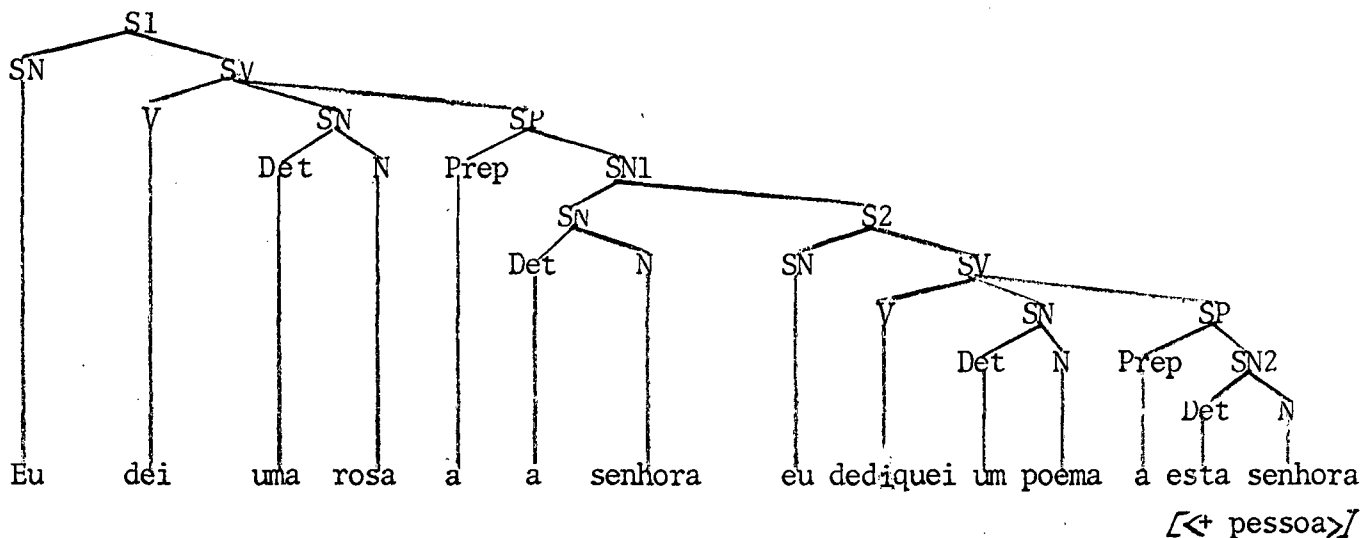 S1
SN SV
V SN SP
Det N Prep SN1
SN S2
Det N SN SV
V SN SP
Det N Prep SN2
Det N
Eu dei uma rosa a a senhora eu dediquei um poema a esta senhora
[<+ pessoa>]